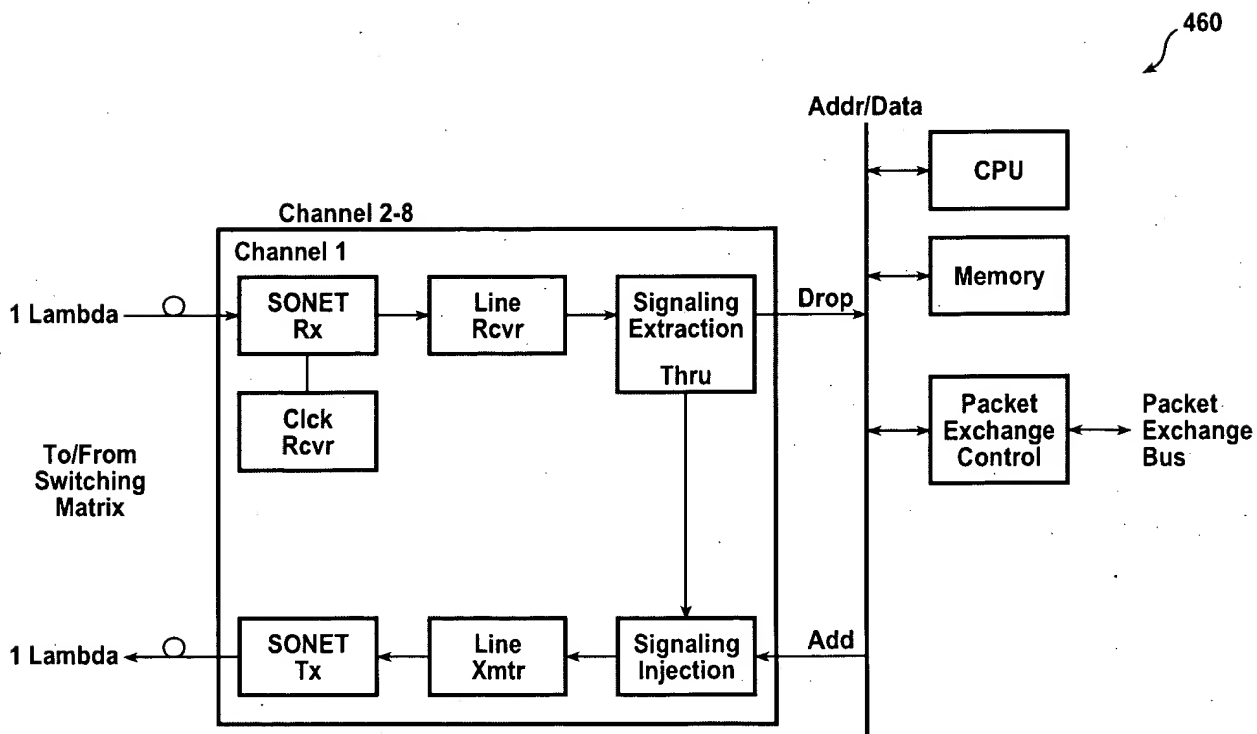 460
Addr/Data
CPU
Channel 2-8
Channel 1
Memory
1 Lambda
SONET
Rx
Line
Rcvr
Signaling
Extraction
Thru
Drop
Clck
Rcvr
Packet
Exchange
Control
Packet
Exchange
Bus
To/From
Switching
Matrix
1 Lambda
SONET
Tx
Line
Xmtr
Signaling
Injection
Add